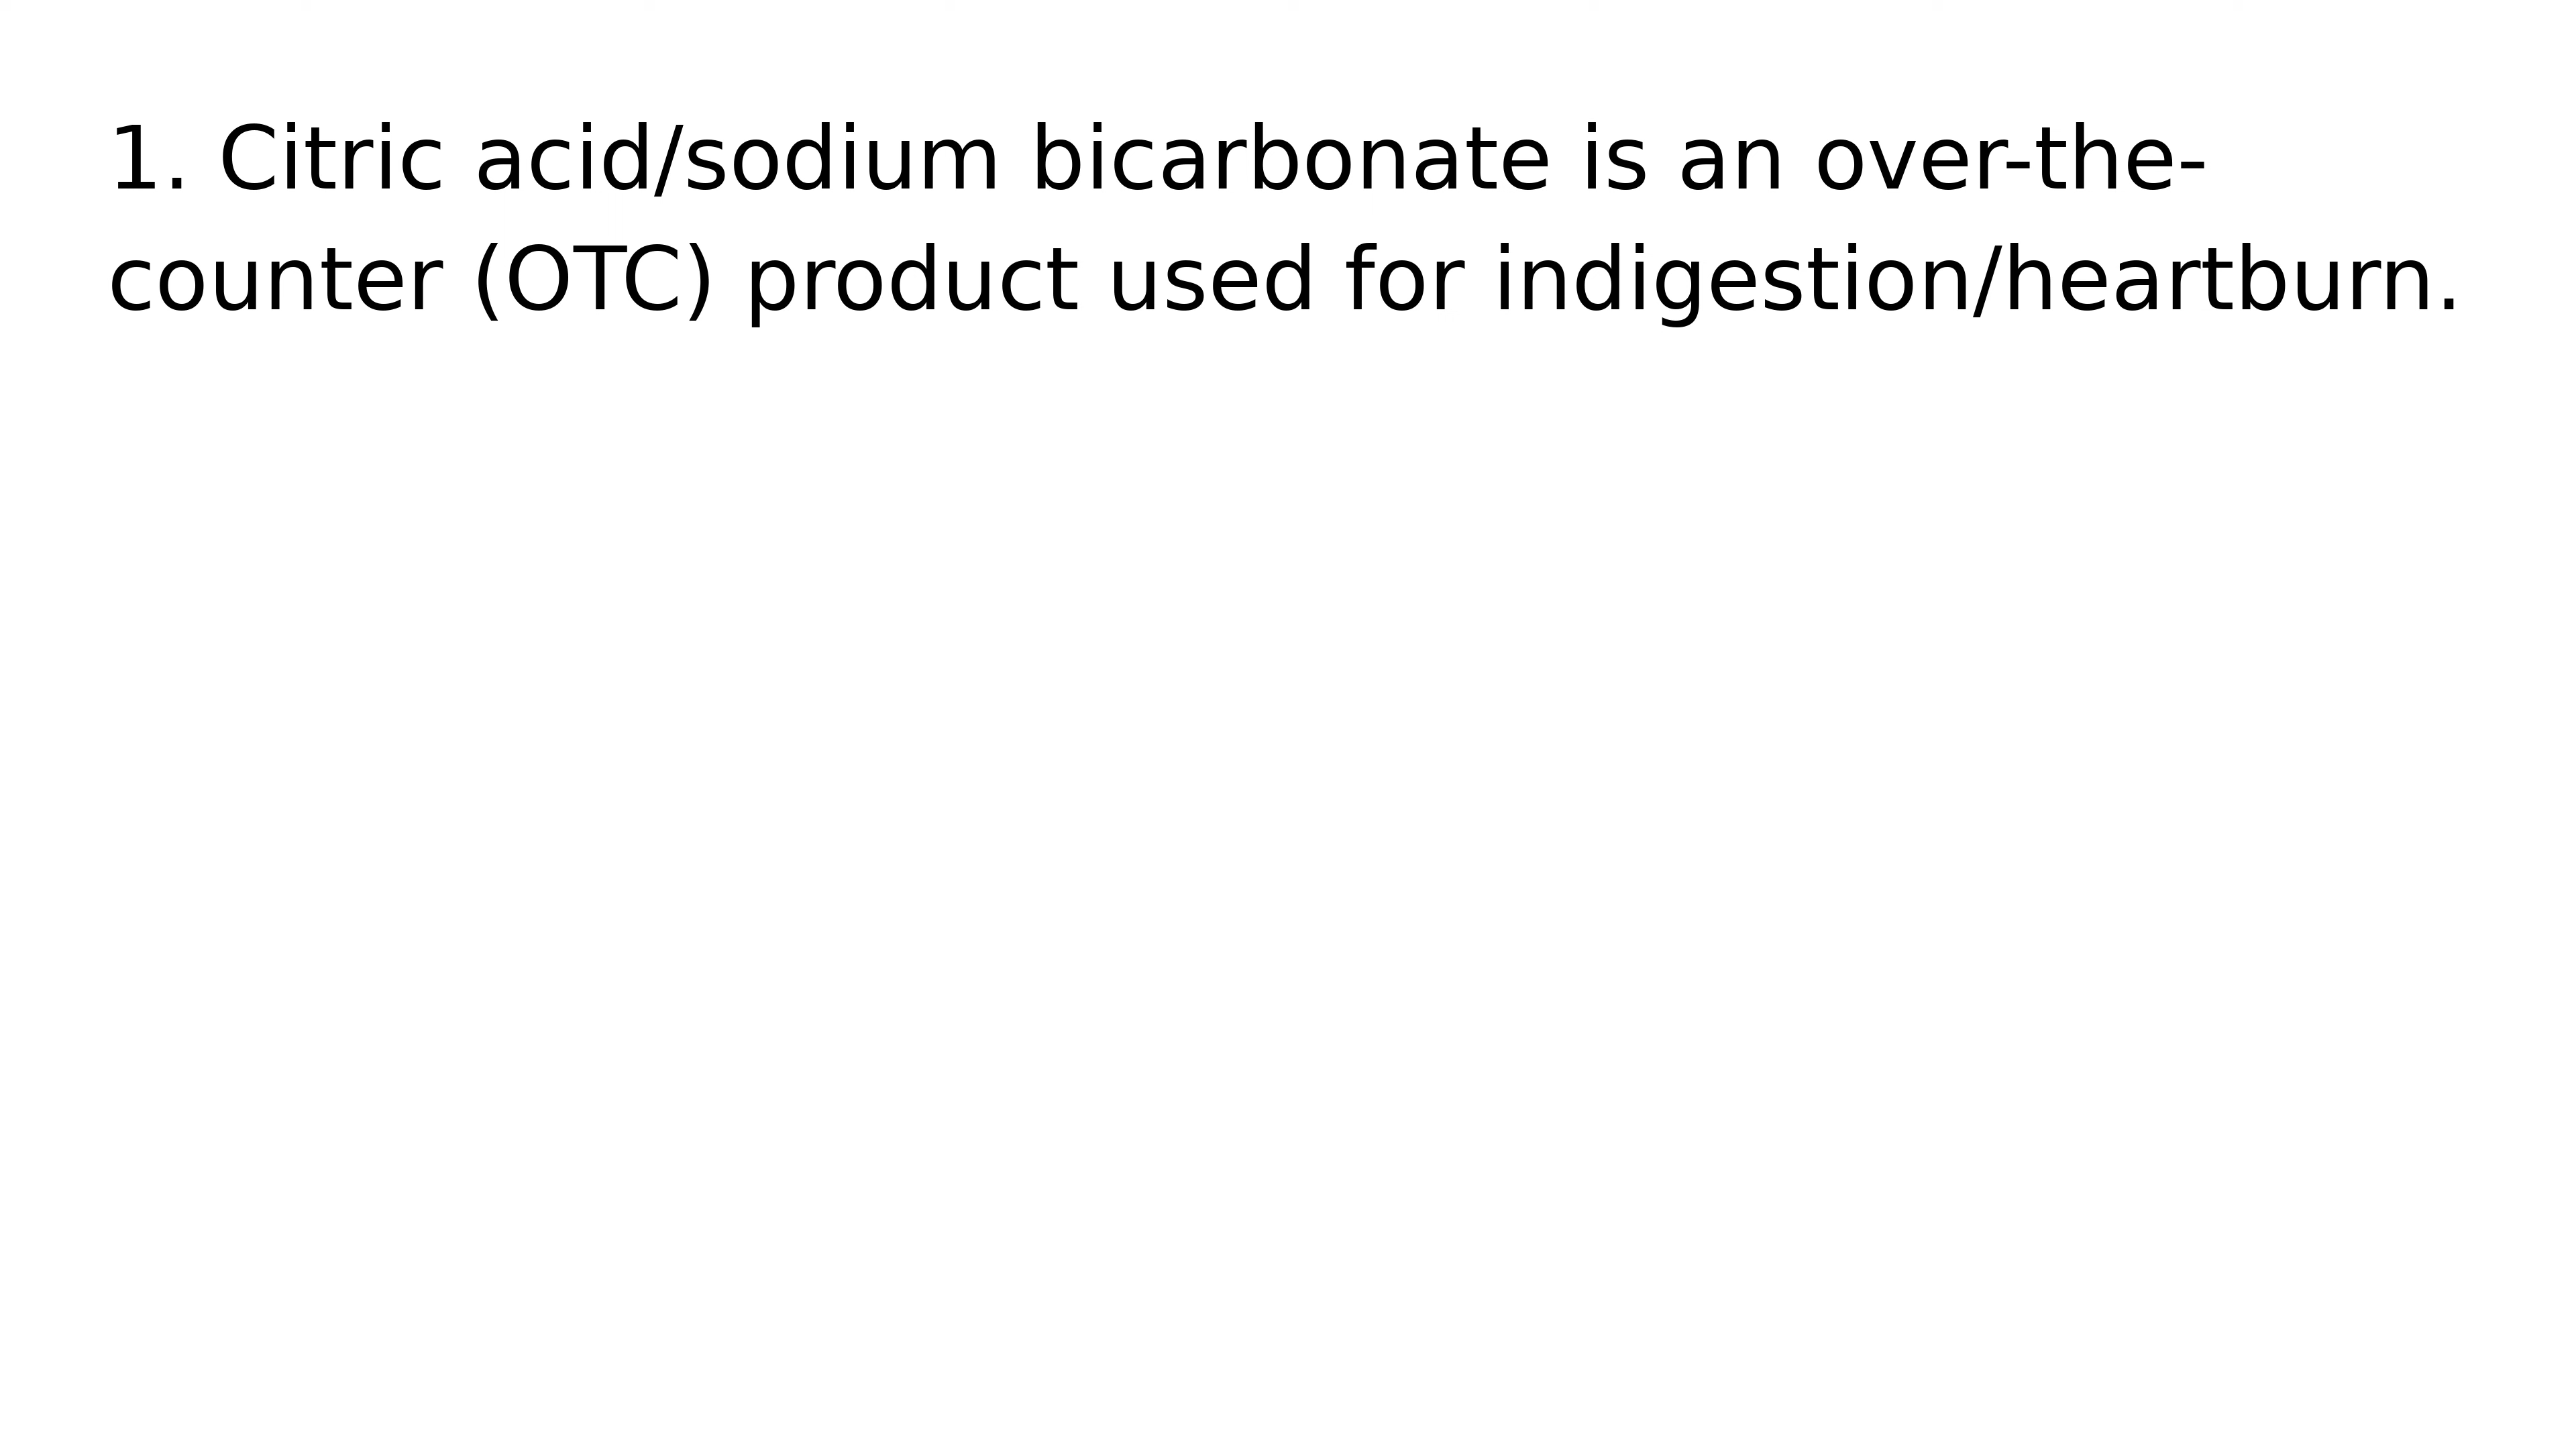 1. Citric acid/sodium bicarbonate is an over-the-
counter (OTC) product used for indigestion/heartburn.